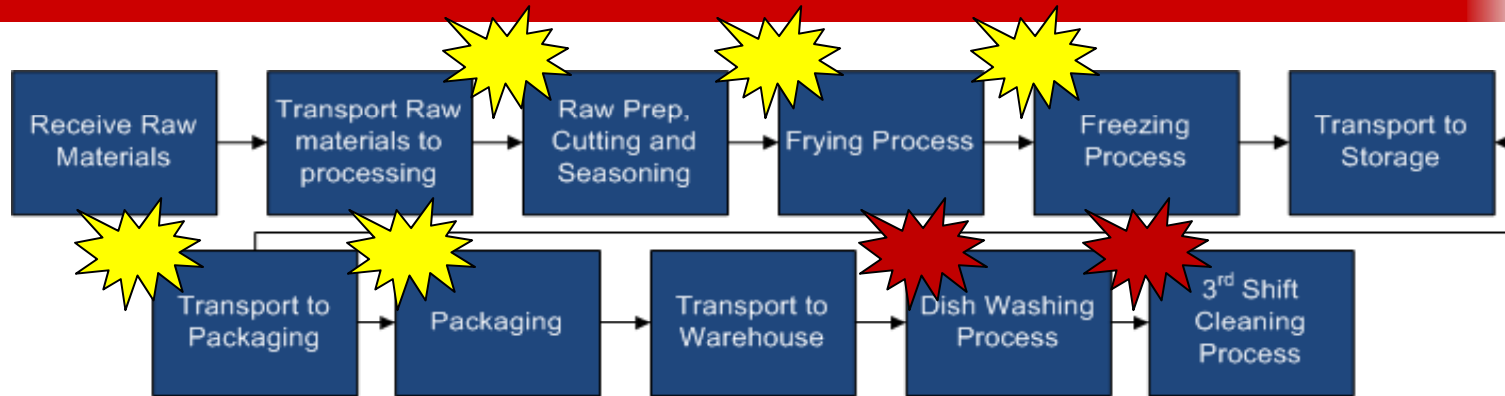 Receive Raw
Materials
Transport Raw
materials to
processing
Raw Prep,
Cutting and
Seasoning
Frying Process
Freezing
Process
Transport to
Storage
Transport to
Packaging
Packaging
Transport to
Warehouse
Dish Washing
Process
3rd Shift
Cleaning
Process